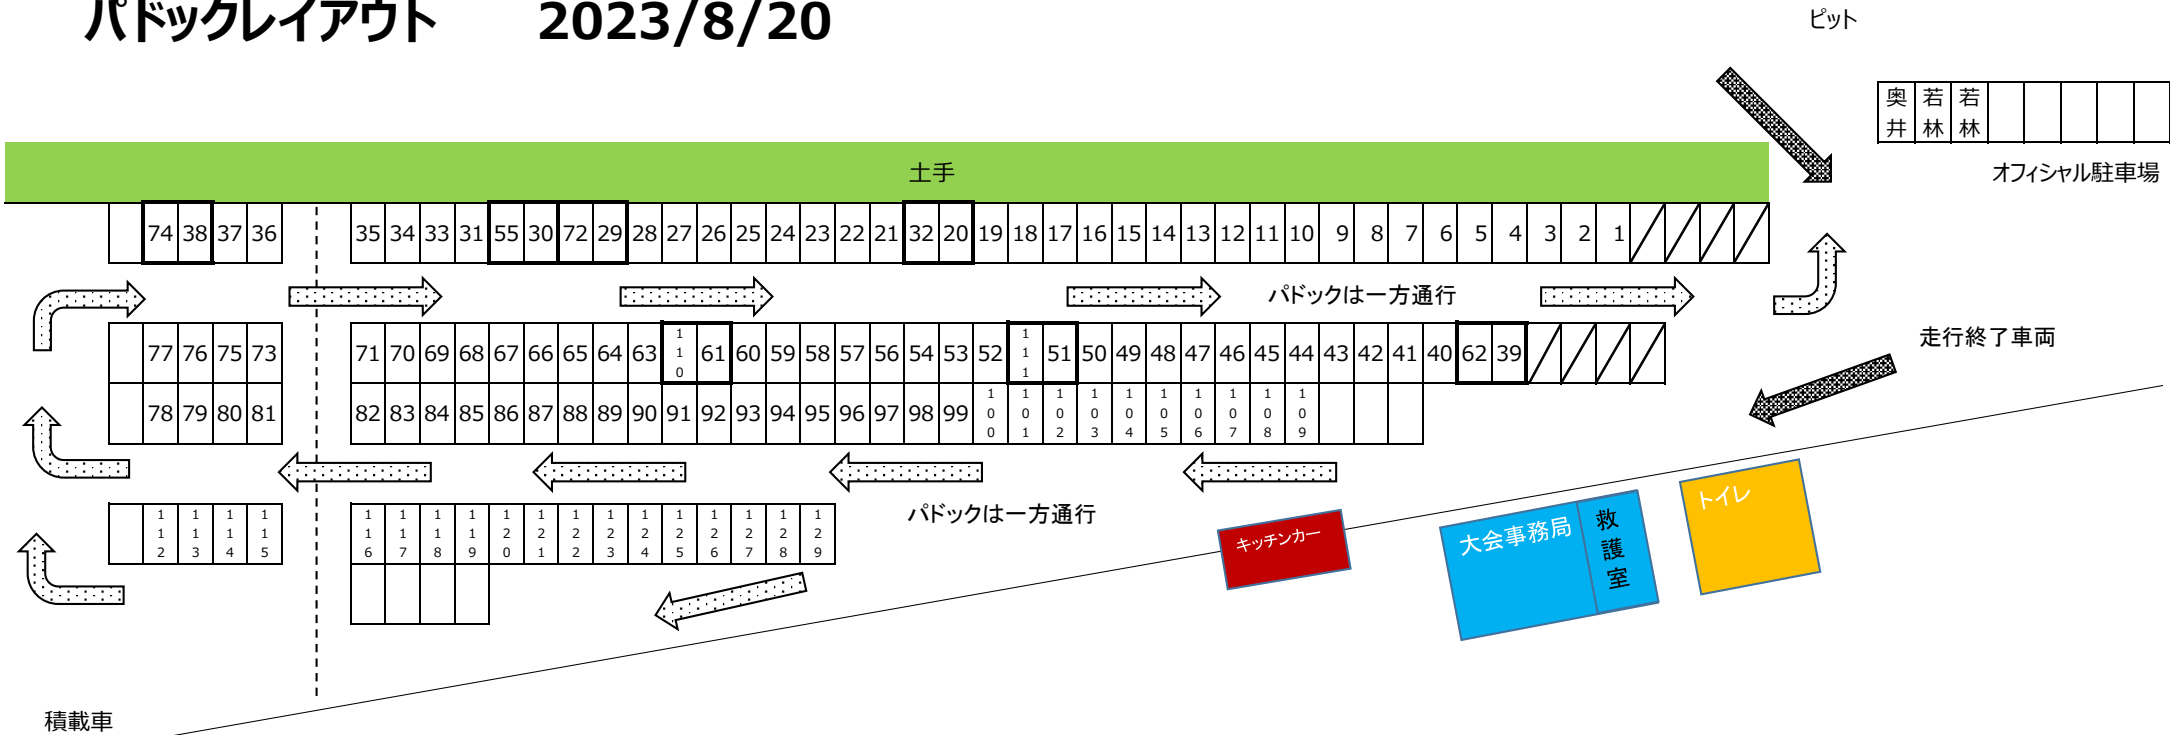 パドックレイアウト 2023/8/20
ピット
奥井 若林 若林
オフィシャル駐車場
土手
74 38 37 36 35 34 33 31 55 30 72 29 28 27 26 25 24 23 22 21 32 20 19 18 17 16 15 14 13 12 11 10 9 8 7 6 5 4 3 2 1
パドックは一方通行
走行終了車両
77 76 75 73 71 70 69 68 67 66 65 64 63 110 61 60 59 58 57 56 54 53 52 111 51 50 49 48 47 46 45 44 43 42 41 40 62 39
78 79 80 81 82 83 84 85 86 87 88 89 90 91 92 93 94 95 96 97 98 99 100 101 102 103 104 105 106 107 108 109
パドックは一方通行
112 113 114 115 116 117 118 119 120 121 122 123 124 125 126 127 128 129
キッチンカー
大会事務局
救護室
トイレ
積載車